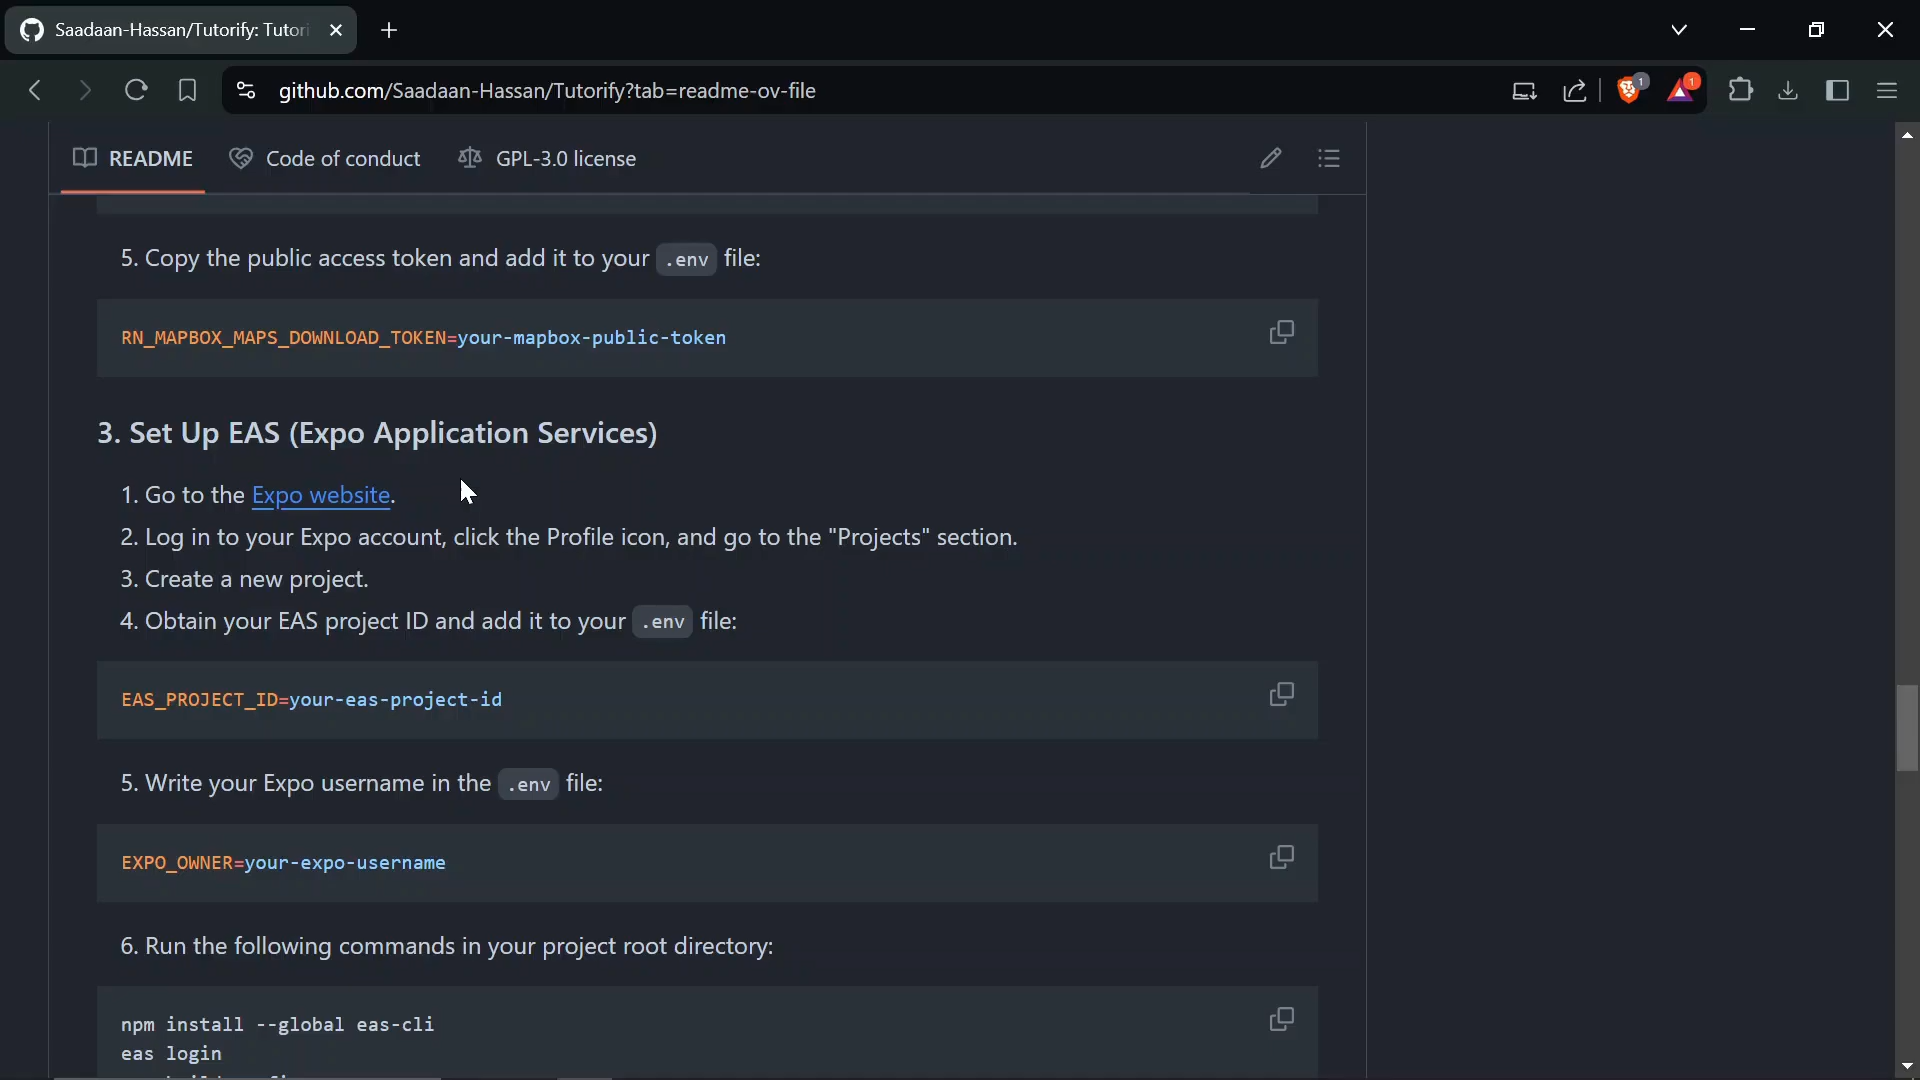 Saadaan-Hassan/Tutorify: Tutori
github.com/Saadaan-Hassan/Tutorify?tab=readme-ov-file
1
1
README
Code of conduct
GPL-3.0 license
5. Copy the public access token and add it to your .env file:
RN_MAPBOX_MAPS_DOWNLOAD_TOKEN=your-mapbox-public-token
3. Set Up EAS (Expo Application Services)
1. Go to the Expo website.
2. Log in to your Expo account, click the Profile icon, and go to the "Projects" section.
3. Create a new project.
4. Obtain your EAS project ID and add it to your .env file:
EAS_PROJECT_ID=your-eas-project-id
5. Write your Expo username in the .env file:
EXPO_OWNER=your-expo-username
6. Run the following commands in your project root directory:
npm install --global eas-cli
eas login